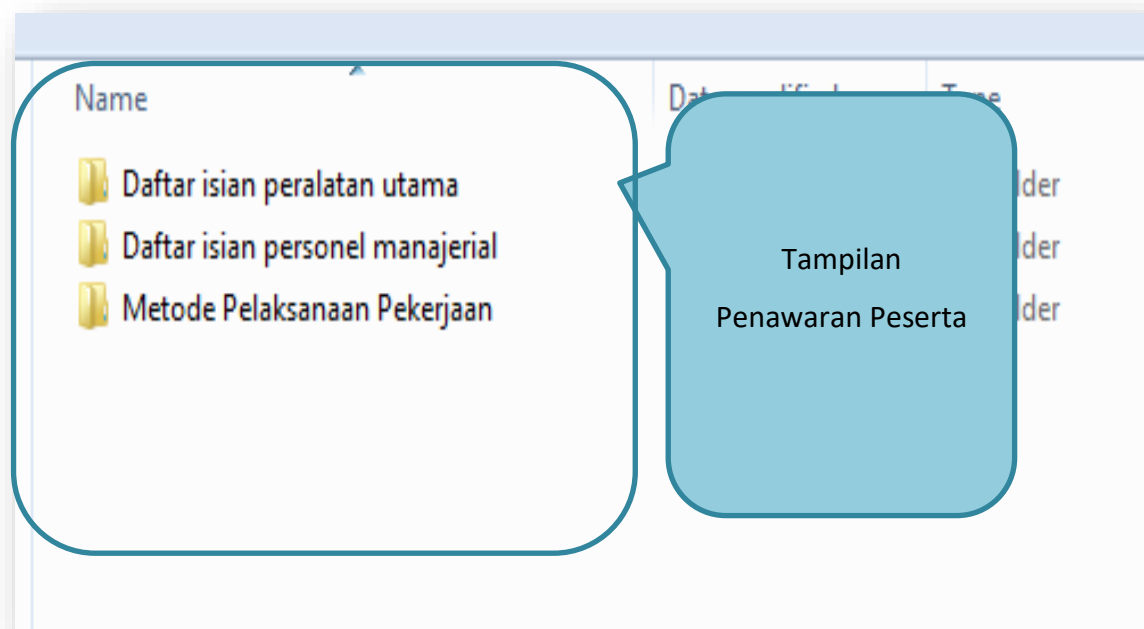 Name
Daftar isian peralatan utama
Daftar isian personel manajerial
Metode Pelaksanaan Pekerjaan
Tampilan
Penawaran Peserta